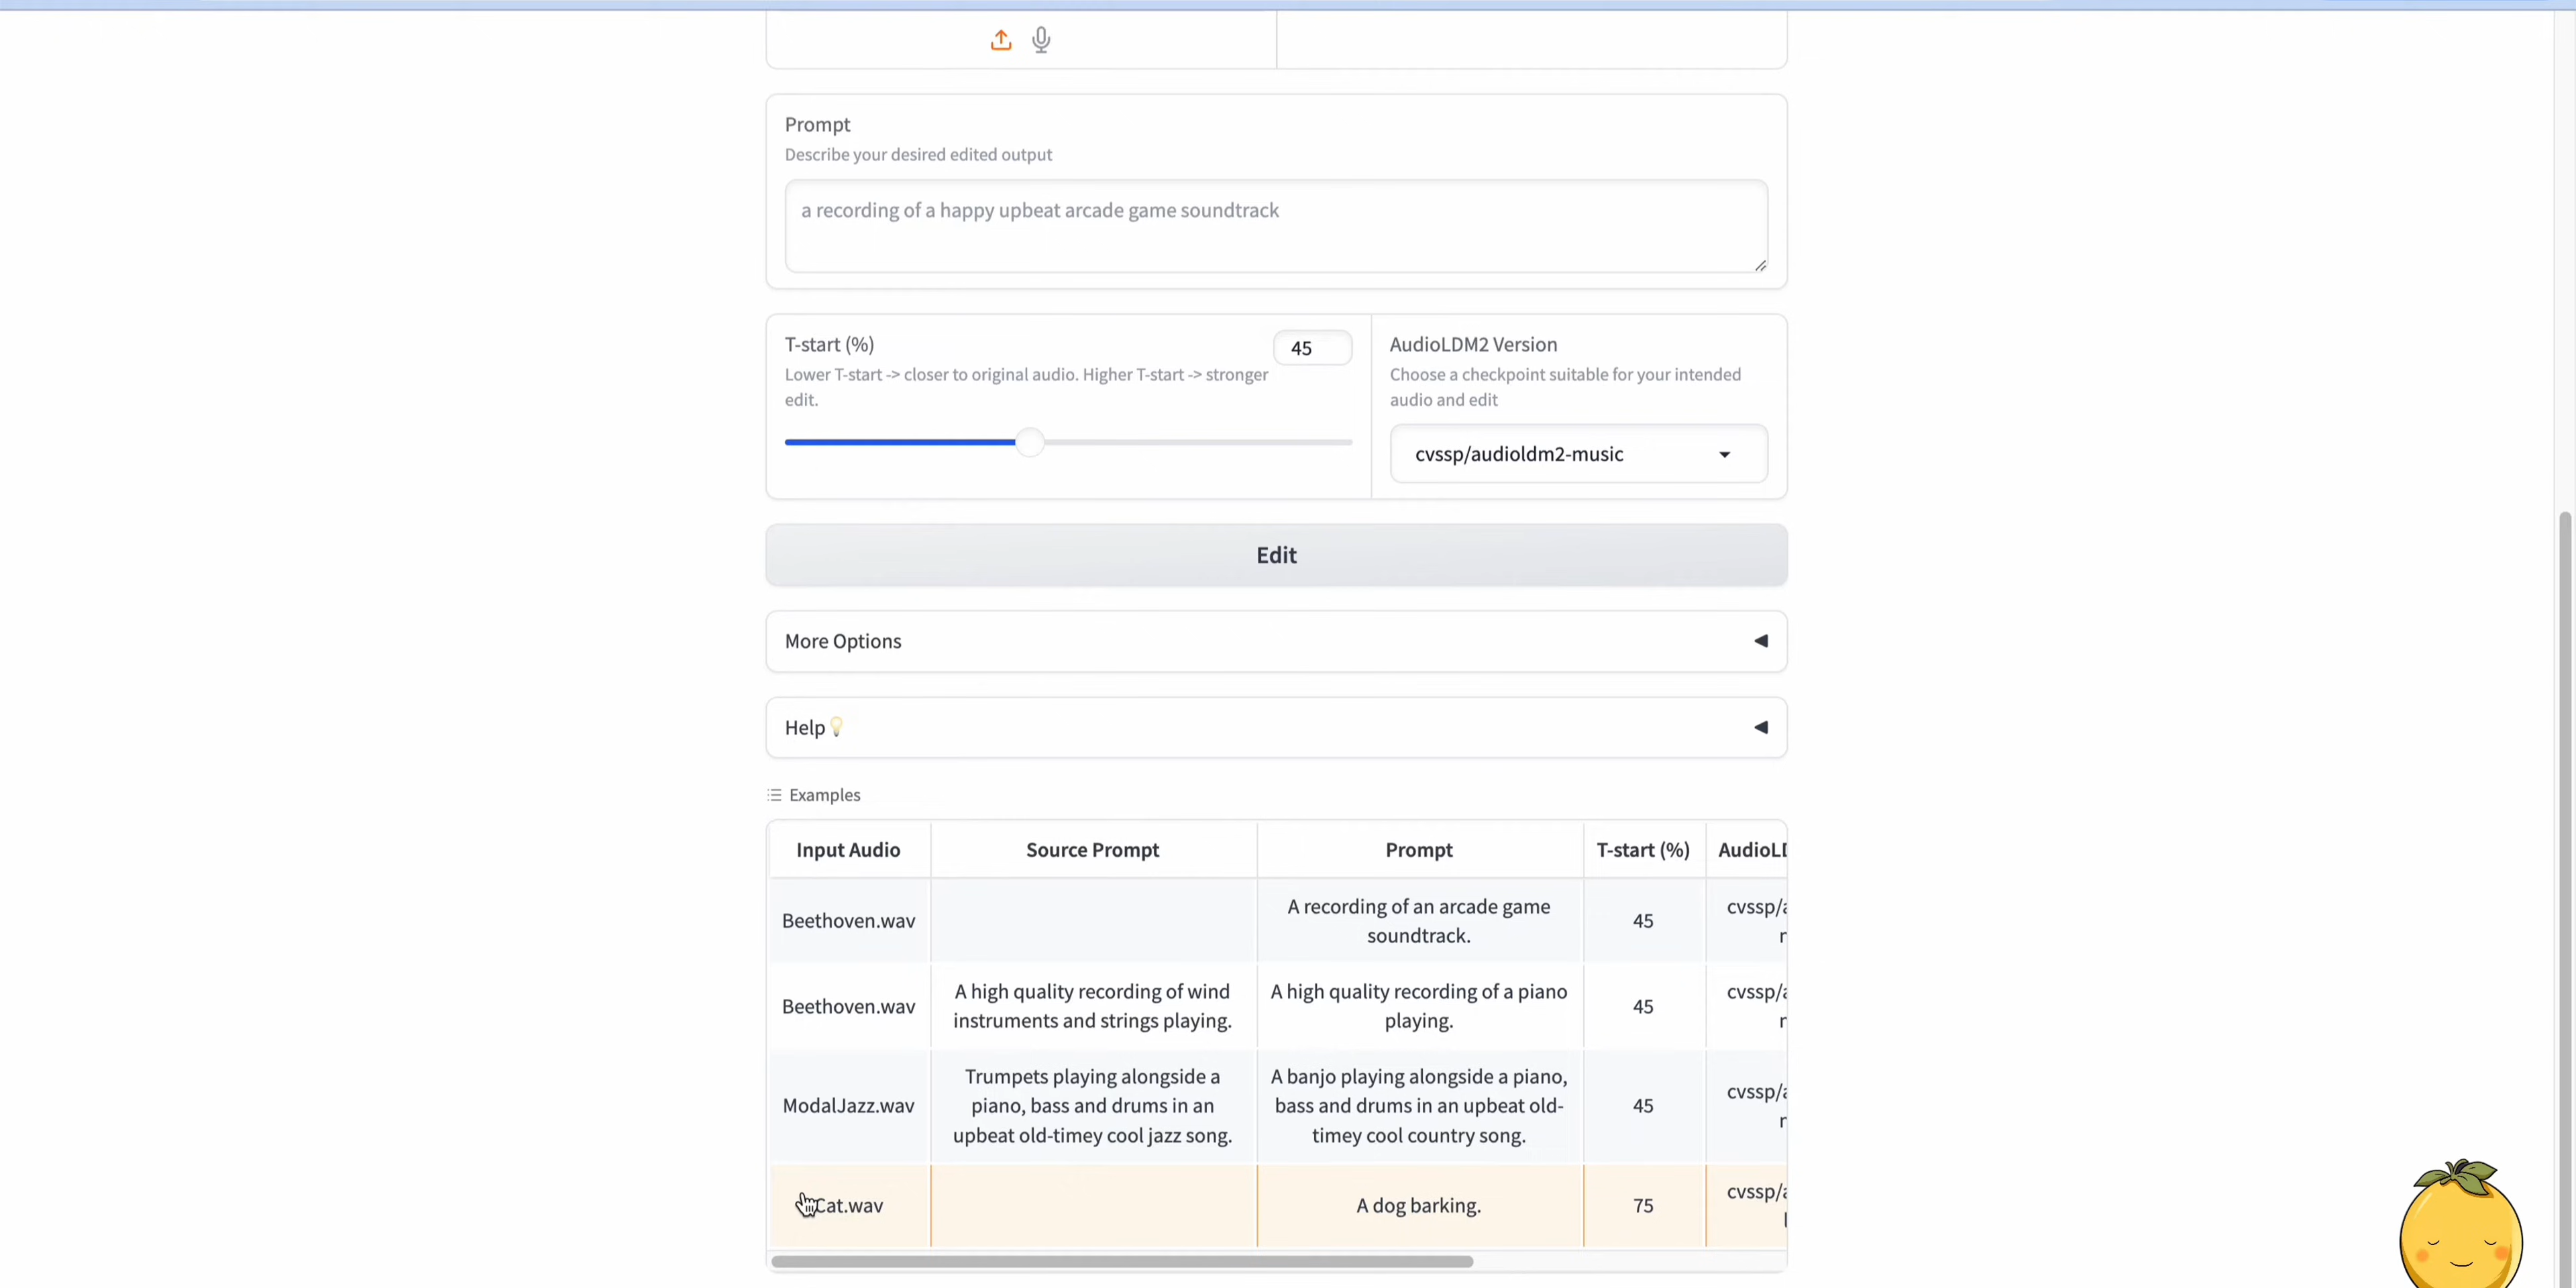 Prompt
Describe your desired edited output
a recording of a happy upbeat arcade game soundtrack
T-start (%)
45
Lower T-start -> closer to original audio. Higher T-start -> stronger
edit.
AudioLDM2 Version
Choose a checkpoint suitable for your intended
audio and edit
cvssp/audioldm2-music
Edit
More Options
Help
Examples
Input Audio
Source Prompt
Prompt
T-start (%)
Beethoven.wav
A recording of an arcade game
soundtrack.
45
Beethoven.wav
A high quality recording of wind
instruments and strings playing.
A high quality recording of a piano
playing.
45
ModalJazz.wav
Trumpets playing alongside a
piano, bass and drums in an
upbeat old-timey cool jazz song.
A banjo playing alongside a piano,
bass and drums in an upbeat old-
timey cool country song.
45
Cat.wav
A dog barking.
75